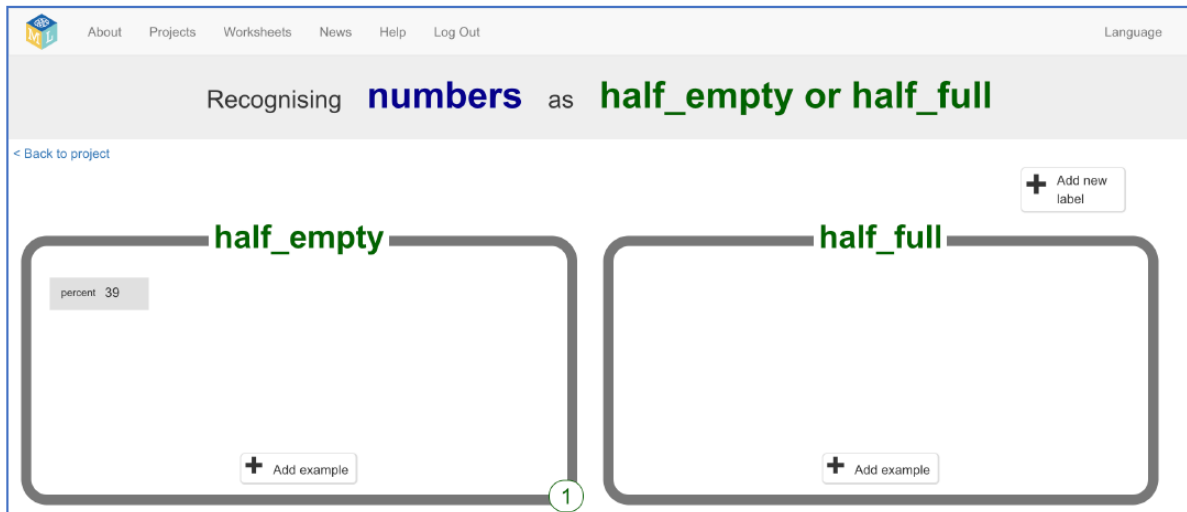 About Projects Worksheets News Help Log Out Language
Recognising numbers as half_empty or half_full
< Back to project
Add new
label
half_empty
half_full
percent 39
Add example
Add example
1